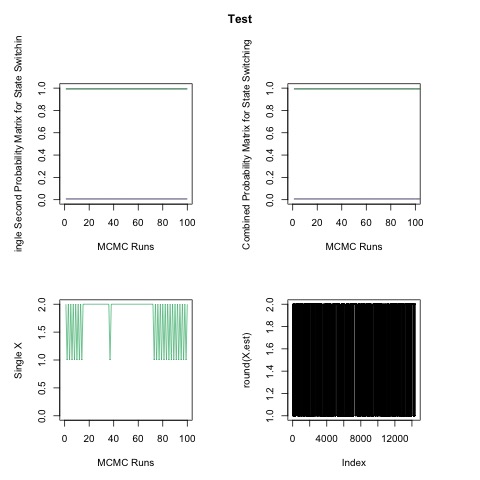 Test
ingle Second Probability Matrix for State Switchin
0.0 0.2 0.4 0.6 0.8 1.0
0 20 40 60 80 100
MCMC Runs
Combined Probability Matrix for State Switching
0.0 0.2 0.4 0.6 0.8 1.0
0 20 40 60 80 100
MCMC Runs
Single X
0.0 0.5 1.0 1.5 2.0
0 20 40 60 80 100
MCMC Runs
round(X.est)
1.0 1.2 1.4 1.6 1.8 2.0
0 4000 8000 12000
Index